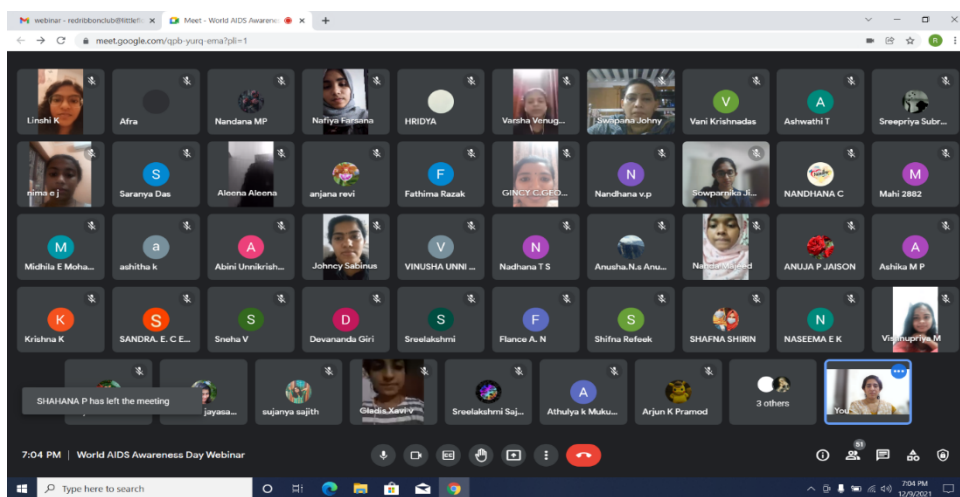 webinar - redribbonclub@littlefl
Meet - World AIDS Awarene
meet.google.com/qpb-yurq-ema?pli=1
R
Linshi K
Afra
Nandana MP
Nafiya Farsana
HRIDYA
Varsha Venug...
Swapana Johny
V
Vani Krishnadas
A
Ashwathi T
Sreepriya Subr...
nima e j
S
Saranya Das
Aleena Aleena
anjana revi
F
Fathima Razak
GINCY C.GEO...
N
Nandhana v.p
Sowparnika Ji...
NANDHANA C
M
Mahi 2882
M
Midhila E Moha...
a
ashitha k
A
Abini Unnikrish...
Johncy Sabinus
V
VINUSHA UNNI ...
N
Nadhana T S
Anusha.N.s Anu...
Majeed
ANUJA P JAISON
A
Ashika M P
K
Krishna K
S
SANDRA. E. C E...
S
Sneha V
D
Devananda Giri
S
Sreelakshmi
F
Flance A. N
S
Shifna Refeek
SHAFNA SHIRIN
N
NASEEMA E K
Vishnupriya.M
SHAHANA P has left the meeting
jayasa...
sujanya sajith
Gladis Xavi v
Sreelakshmi Saj...
A
Athulya k Muku...
Arjun K Pramod
3 others
You
7:04 PM | World AIDS Awareness Day Webinar
51
Type here to search
7:04 PM
12/9/2021